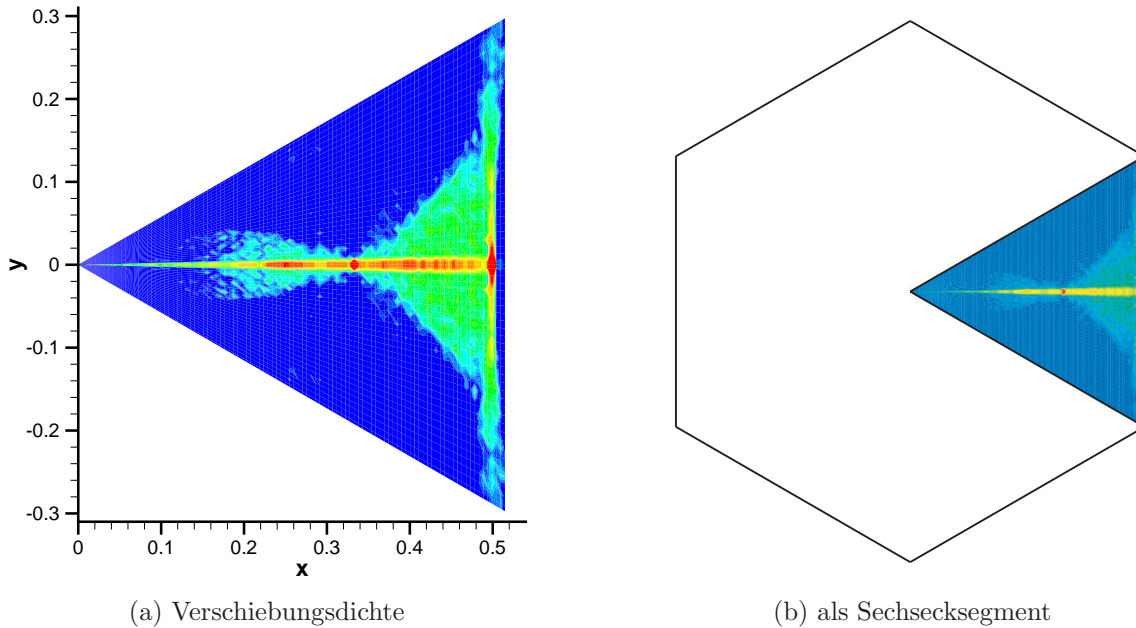 0.3
0.2
0.1
0
-0.1
-0.2
-0.3
y
0 0.1 0.2 0.3 0.4 0.5
x
(a) Verschiebungsdichte
(b) als Sechsecksegment